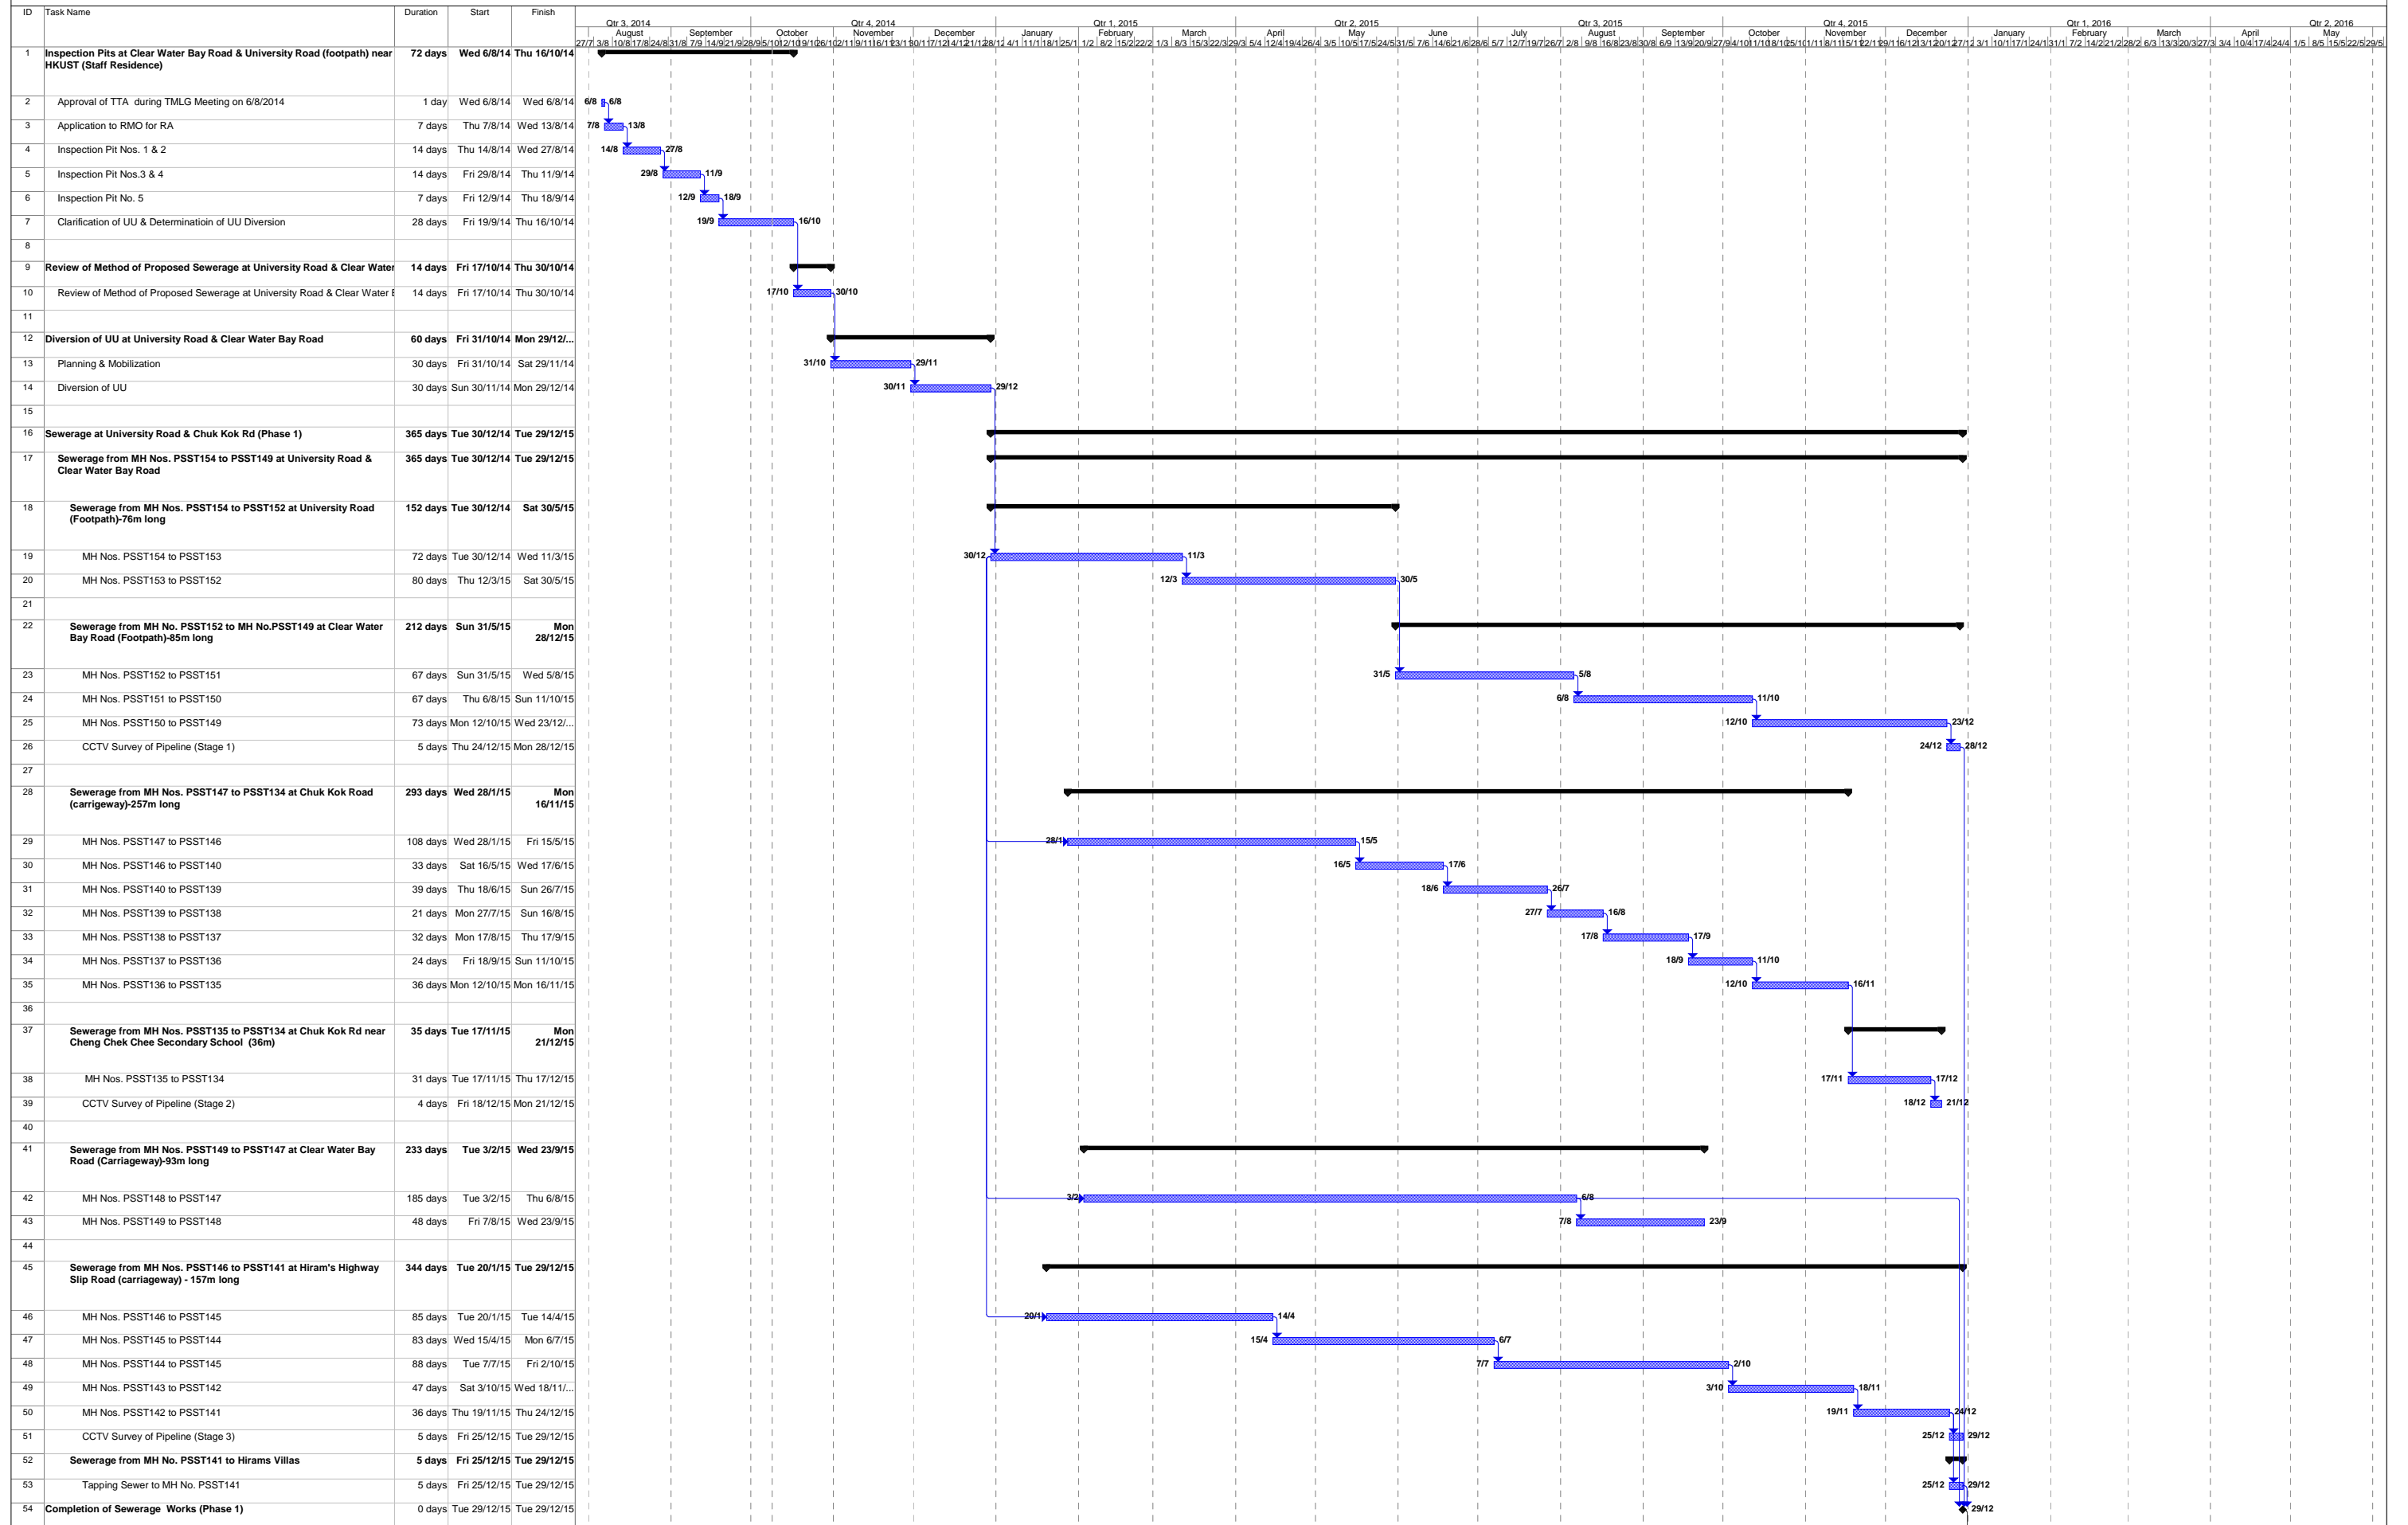 ID Task Name Duration Start Finish
Qtr 3, 2014 Qtr 4, 2014 Qtr 1, 2015 Qtr 2, 2015 Qtr 3, 2015 Qtr 4, 2015 Qtr 1, 2016 Qtr 2, 2016
August September October November December January February March April May June July August September October November December January February March April May
1 Inspection Pits at Clear Water Bay Road & University Road (footpath) near 72 days Wed 6/8/14 Thu 16/10/14
HKUST (Staff Residence)
2 Approval of TTA during TMLG Meeting on 6/8/2014 1 day Wed 6/8/14 Wed 6/8/14 6/8 6/8
3 Application to RMO for RA 7 days Thu 7/8/14 Wed 13/8/14 7/8 13/8
4 Inspection Pit Nos. 1 & 2 14 days Thu 14/8/14 Wed 27/8/14 14/8 27/8
5 Inspection Pit Nos.3 & 4 14 days Fri 29/8/14 Thu 11/9/14 29/8 11/9
6 Inspection Pit No. 5 7 days Fri 12/9/14 Thu 18/9/14 12/9 18/9
7 Clarification of UU & Determinatioin of UU Diversion 28 days Fri 19/9/14 Thu 16/10/14 19/9 16/10
8
9 Review of Method of Proposed Sewerage at University Road & Clear Water 14 days Fri 17/10/14 Thu 30/10/14
10 Review of Method of Proposed Sewerage at University Road & Clear Water 14 days Fri 17/10/14 Thu 30/10/14 17/10 30/10
11
12 Diversion of UU at University Road & Clear Water Bay Road 60 days Fri 31/10/14 Mon 29/12/...
13 Planning & Mobilization 30 days Fri 31/10/14 Sat 29/11/14 31/10 29/11
14 Diversion of UU 30 days Sun 30/11/14 Mon 29/12/14 30/11 29/12
15
16 Sewerage at University Road & Chuk Kok Rd (Phase 1) 365 days Tue 30/12/14 Tue 29/12/15
17 Sewerage from MH Nos. PSST154 to PSST149 at University Road & 365 days Tue 30/12/14 Tue 29/12/15
Clear Water Bay Road
18 Sewerage from MH Nos. PSST154 to PSST152 at University Road 152 days Tue 30/12/14 Sat 30/5/15
(Footpath)-76m long
19 MH Nos. PSST154 to PSST153 72 days Tue 30/12/14 Wed 11/3/15 30/12 11/3
20 MH Nos. PSST153 to PSST152 80 days Thu 12/3/15 Sat 30/5/15 12/3 30/5
21
22 Sewerage from MH No. PSST152 to MH No.PSST149 at Clear Water 212 days Sun 31/5/15 Mon
Bay Road (Footpath)-85m long 28/12/15
23 MH Nos. PSST152 to PSST151 67 days Sun 31/5/15 Wed 5/8/15 31/5 5/8
24 MH Nos. PSST151 to PSST150 67 days Thu 6/8/15 Sun 11/10/15 6/8 11/10
25 MH Nos. PSST150 to PSST149 73 days Mon 12/10/15 Wed 23/12/... 12/10 23/12
26 CCTV Survey of Pipeline (Stage 1) 5 days Thu 24/12/15 Mon 28/12/15 24/12 28/12
27
28 Sewerage from MH Nos. PSST147 to PSST134 at Chuk Kok Road 293 days Wed 28/1/15 Mon
(carrigeway)-257m long 16/11/15
29 MH Nos. PSST147 to PSST146 108 days Wed 28/1/15 Fri 15/5/15 28/1 15/5
30 MH Nos. PSST146 to PSST140 33 days Sat 16/5/15 Wed 17/6/15 16/5 17/6
31 MH Nos. PSST140 to PSST139 39 days Thu 18/6/15 Sun 26/7/15 18/6 26/7
32 MH Nos. PSST139 to PSST138 21 days Mon 27/7/15 Sun 16/8/15 27/7 16/8
33 MH Nos. PSST138 to PSST137 32 days Mon 17/8/15 Thu 17/9/15 17/8 17/9
34 MH Nos. PSST137 to PSST136 24 days Fri 18/9/15 Sun 11/10/15 18/9 11/10
35 MH Nos. PSST136 to PSST135 36 days Mon 12/10/15 Mon 16/11/15 12/10 16/11
36
37 Sewerage from MH Nos. PSST135 to PSST134 at Chuk Kok Rd near 35 days Tue 17/11/15 Mon
Cheng Chek Chee Secondary School (36m) 21/12/15
38 MH Nos. PSST135 to PSST134 31 days Tue 17/11/15 Thu 17/12/15 17/11 17/12
39 CCTV Survey of Pipeline (Stage 2) 4 days Fri 18/12/15 Mon 21/12/15 18/12 21/12
40
41 Sewerage from MH Nos. PSST149 to PSST147 at Clear Water Bay 233 days Tue 3/2/15 Wed 23/9/15
Road (Carriageway)-93m long
42 MH Nos. PSST148 to PSST147 185 days Tue 3/2/15 Thu 6/8/15 3/2 6/8
43 MH Nos. PSST149 to PSST148 48 days Fri 7/8/15 Wed 23/9/15 7/8 23/9
44
45 Sewerage from MH Nos. PSST146 to PSST141 at Hiram's Highway 344 days Tue 20/1/15 Tue 29/12/15
Slip Road (carriageway) - 157m long
46 MH Nos. PSST146 to PSST145 85 days Tue 20/1/15 Tue 14/4/15 20/1 14/4
47 MH Nos. PSST145 to PSST144 83 days Wed 15/4/15 Mon 6/7/15 15/4 6/7
48 MH Nos. PSST144 to PSST145 88 days Tue 7/7/15 Fri 2/10/15 7/7 2/10
49 MH Nos. PSST143 to PSST142 47 days Sat 3/10/15 Wed 18/11/... 3/10 18/11
50 MH Nos. PSST142 to PSST141 36 days Thu 19/11/15 Thu 24/12/15 19/11 24/12
51 CCTV Survey of Pipeline (Stage 3) 5 days Fri 25/12/15 Tue 29/12/15 25/12 29/12
52 Sewerage from MH No. PSST141 to Hirams Villas 5 days Fri 25/12/15 Tue 29/12/15
53 Tapping Sewer to MH No. PSST141 5 days Fri 25/12/15 Tue 29/12/15 25/12 29/12
54 Completion of Sewerage Works (Phase 1) 0 days Tue 29/12/15 Tue 29/12/15 29/12